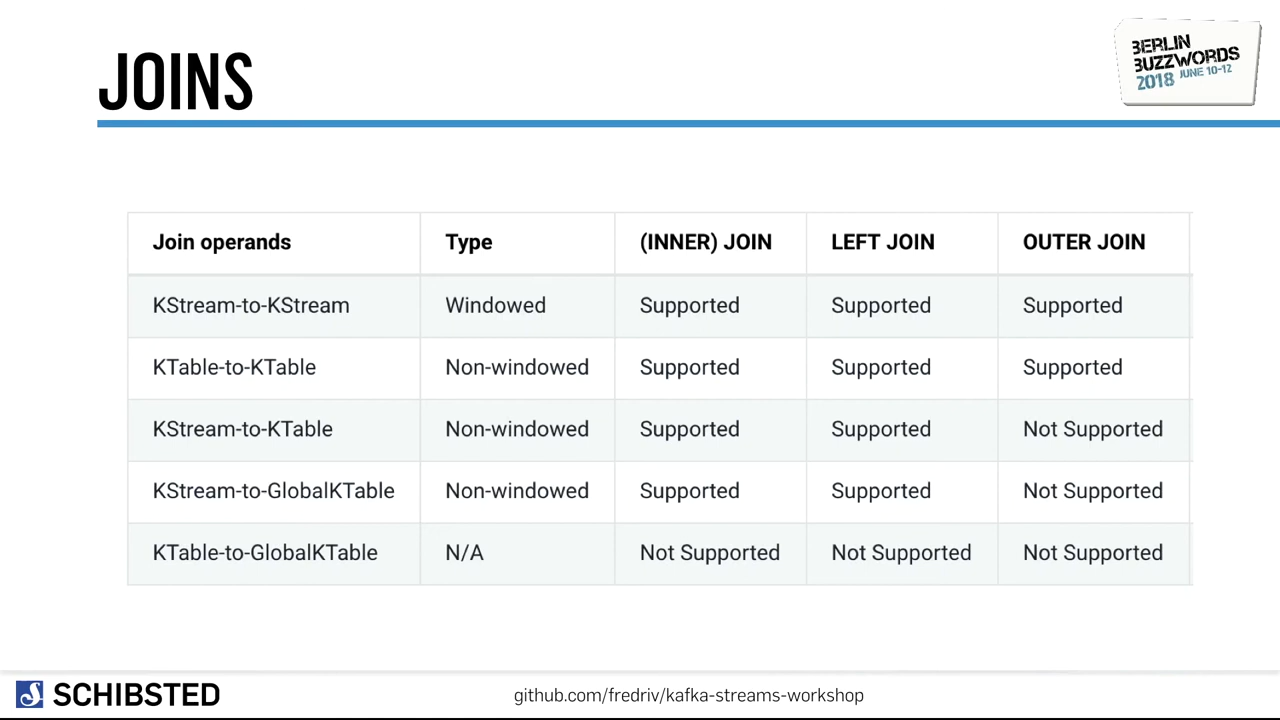 JOINS
BERLIN
BUZZWORDS
2018 JUNE 10-12
Join operands Type (INNER) JOIN LEFT JOIN OUTER JOIN
KStream-to-KStream Windowed Supported Supported Supported
KTable-to-KTable Non-windowed Supported Supported Supported
KStream-to-KTable Non-windowed Supported Supported Not Supported
KStream-to-GlobalKTable Non-windowed Supported Supported Not Supported
KTable-to-GlobalKTable N/A Not Supported Not Supported Not Supported
SCHIBSTED
github.com/fredriv/kafka-streams-workshop